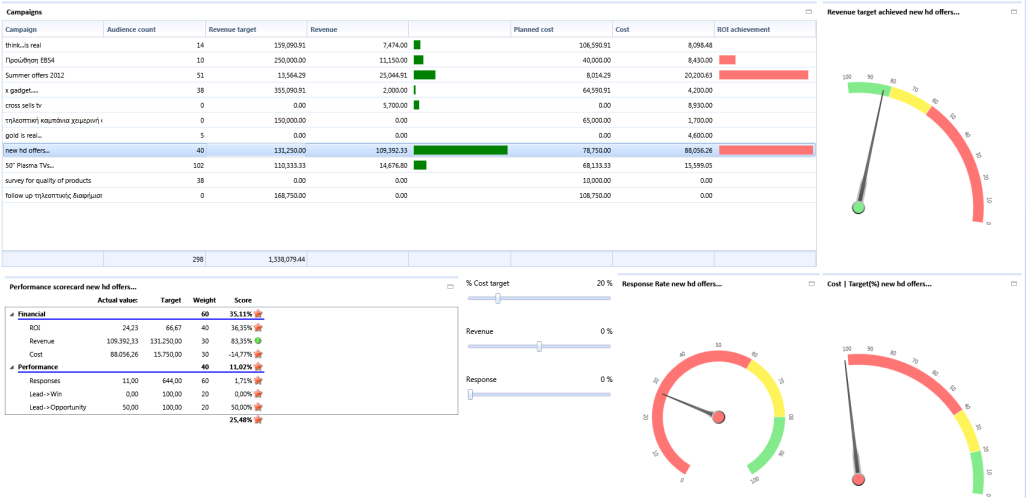 Campaigns
Campaign Audience count Revenue target Revenue Planned cost Cost ROI achievement
think...is real 14 159,090.91 7,474.00 106,590.91 8,098.48
Προώθηση EBS4 10 250,000.00 11,150.00 40,000.00 8,430.00
Summer offers 2012 51 13,564.29 25,044.91 8,014.29 20,200.63
x gadget.... 38 355,090.91 2,000.00 64,590.91 4,200.00
cross sells tv 0 0.00 5,700.00 0.00 8,930.00
τηλεοπτική καμπάνια χειμερινή 0 150,000.00 0.00 65,000.00 1,700.00
gold is real... 5 0.00 0.00 0.00 4,600.00
new hd offers... 40 131,250.00 109,392.33 78,750.00 88,056.26
50'' Plasma TVs... 102 110,333.33 14,676.80 68,133.33 15,599.05
survey for quality of products 38 0.00 0.00 10,000.00 0.00
follow up τηλεοπτικής διαφήμισ 0 168,750.00 0.00 108,750.00 0.00
298 1,338,079.44
Revenue target achieved new hd offers...
100 90 80 70 60 50 40 30 20 10 0
Performance scorecard new hd offers...
Actual value: Target Weight Score
Financial 60 35,11%
ROI 24,23 66,67 40 36,35%
Revenue 109.392,33 131.250,00 30 83,35%
Cost 88.056,26 15.750,00 30 -14,77%
Performance 40 11,02%
Responses 11,00 644,00 60 1,71%
Lead->Win 0,00 100,00 20 0,00%
Lead->Opportunity 50,00 100,00 20 50,00%
25,48%
% Cost target 20 %
Revenue 0 %
Response 0 %
Response Rate new hd offers...
0 10 20 30 40 50 60 70 80 90 100
Cost | Target(%) new hd offers...
100 90 80 70 60 50 40 30 20 10 0